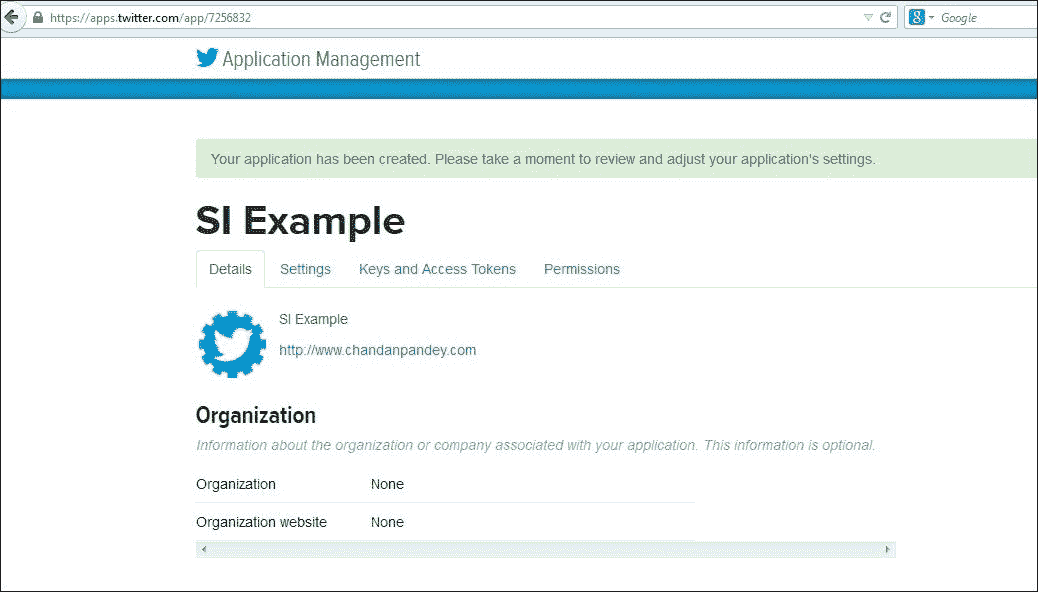 https://apps.twitter.com/app/7256832
Google
Application Management
Your application has been created. Please take a moment to review and adjust your application's settings.
SI Example
Details Settings Keys and Access Tokens Permissions
SI Example
http://www.chandanpandey.com
Organization
Information about the organization or company associated with your application. This information is optional.
Organization None
Organization website None